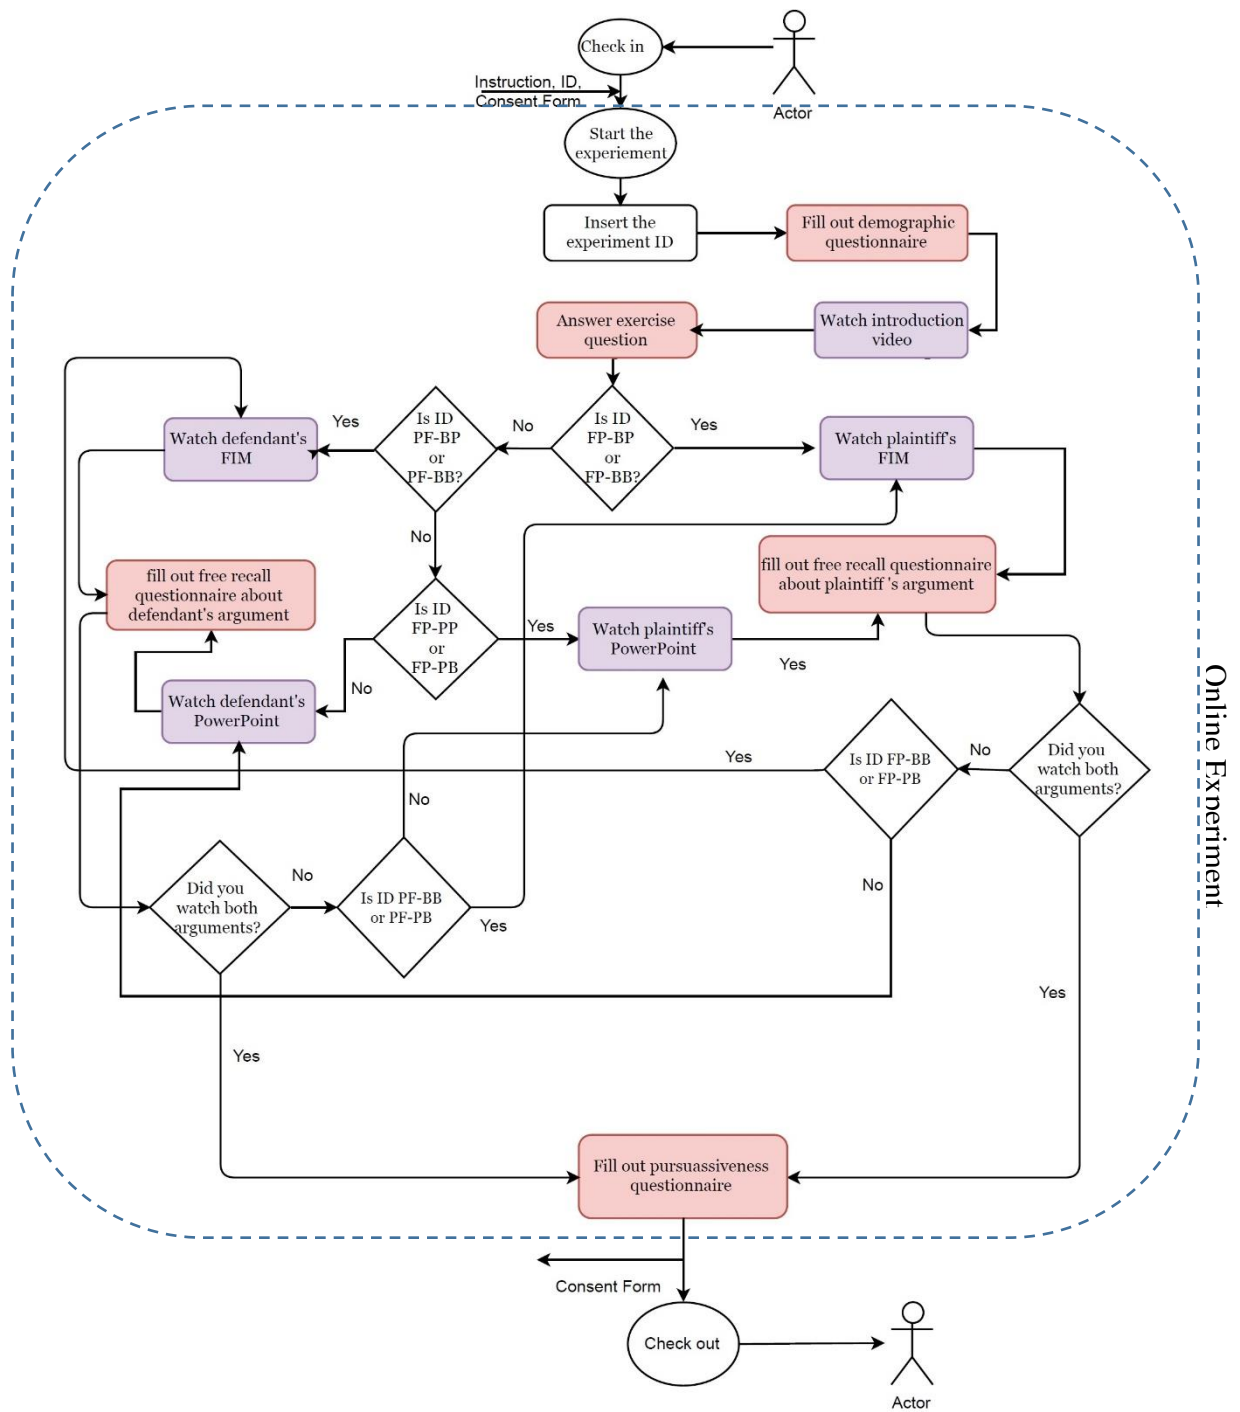 Check in
Instruction, ID,
Consent Form
Actor
Start the
experiement
Insert the
experiment ID
Fill out demographic
questionnaire
Answer exercise
question
Watch introduction
video
Watch defendant's
FIM
Yes
Is ID
PF-BP
or
PF-BB?
No
Is ID
FP-BP
or
FP-BB?
Yes
Watch plaintiff's
FIM
No
fill out free recall
questionnaire about
defendant's argument
Is ID
FP-PP
or
FP-PB
Yes
Watch plaintiff's
PowerPoint
Yes
fill out free recall questionnaire
about plaintiff 's argument
No
Watch defendant's
PowerPoint
Yes
Is ID FP-BB
or FP-PB
No
Did you
watch both
arguments?
Online Experiment
No
No
Did you
watch both
arguments?
No
Is ID PF-BB
or PF-PB
Yes
Yes
Yes
Fill out pursuassiveness
questionnaire
Consent Form
Check out
Actor